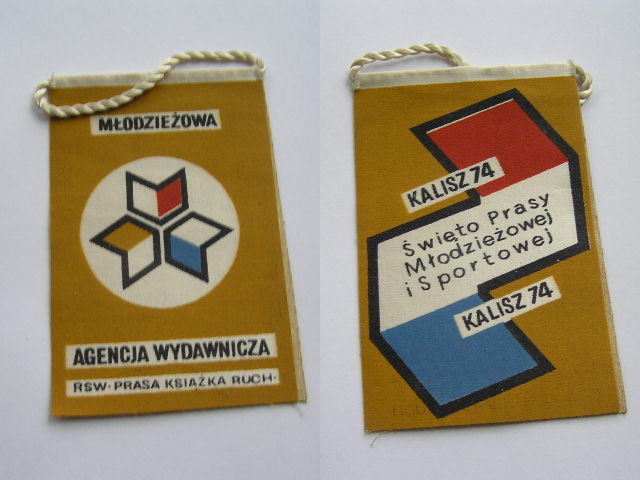 MŁODZIEŻOWA
AGENCJA WYDAWNICZA
RSW·PRASA KSIĄŻKA RUCH·
KALISZ 74
Święto Prasy
Młodzieżowej
i Sportowej
KALISZ 74